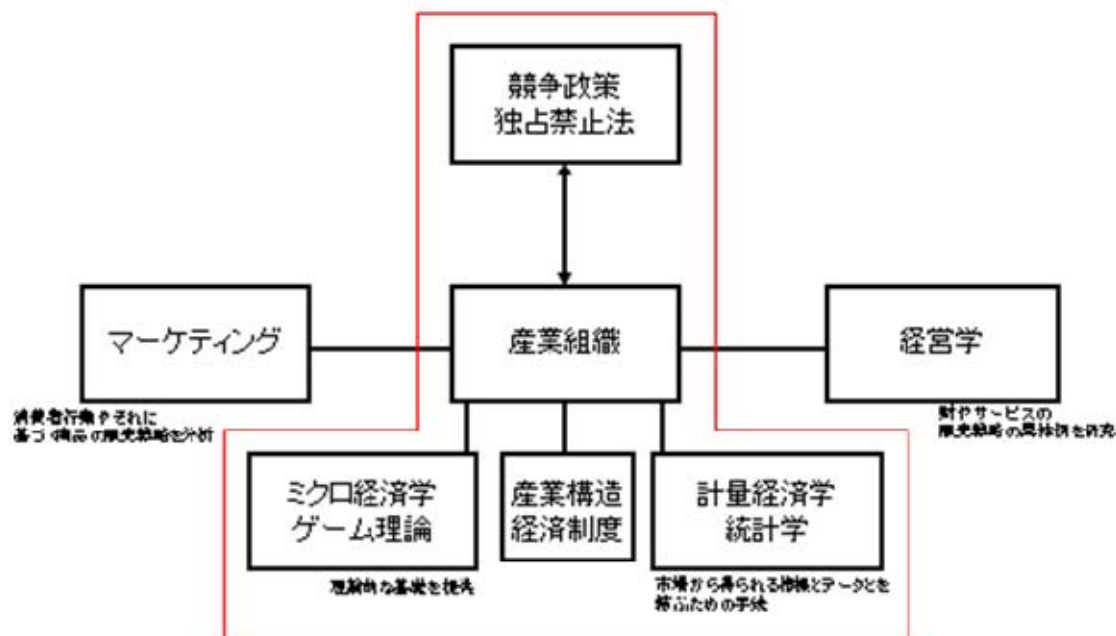 競争政策
独占禁止法
マーケティング
産業組織
経営学
消費者行動やそれに
基づく商品の販売戦略を分析
財やサービスの
販売戦略の具体例を研究
ミクロ経済学
ゲーム理論
産業構造
経済制度
計量経済学
統計学
理論的な基礎を提供
市場から得られる情報とデータとを
結ぶための手法